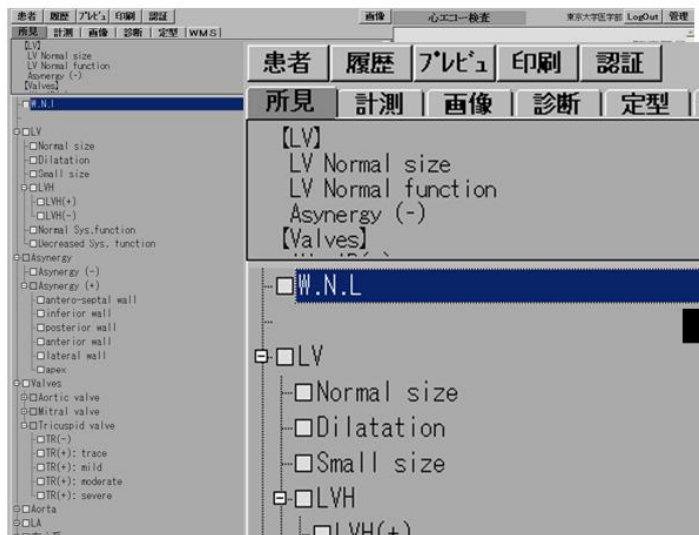 患者 履歴 プレビュ 印刷 認証 画像 心エコー検査 東京大学医学部 LogOut 管理
所見 計測 画像 診断 定型 WMS
【LV】
LV Normal size
LV Normal function
Asynergy (-)
【Valves】
W.N.I
LV
Normal size
Dilatation
Small size
LVH
LVH(+)
LVH(-)
Normal Sys.function
Decreased Sys. function
Asynergy
Asynergy (-)
Asynergy (+)
antero-septal wall
inferior wall
posterior wall
anterior wall
lateral wall
apex
Valves
Aortic valve
Mitral valve
Tricuspid valve
TR(-)
TR(+): trace
TR(+): mild
TR(+): moderate
TR(+): severe
Aorta
LA
患者 履歴 プレビュ 印刷 認証
所見 計測 画像 診断 定型
【LV】
LV Normal size
LV Normal function
Asynergy (-)
【Valves】
W.N.L
LV
Normal size
Dilatation
Small size
LVH
LVH(+)